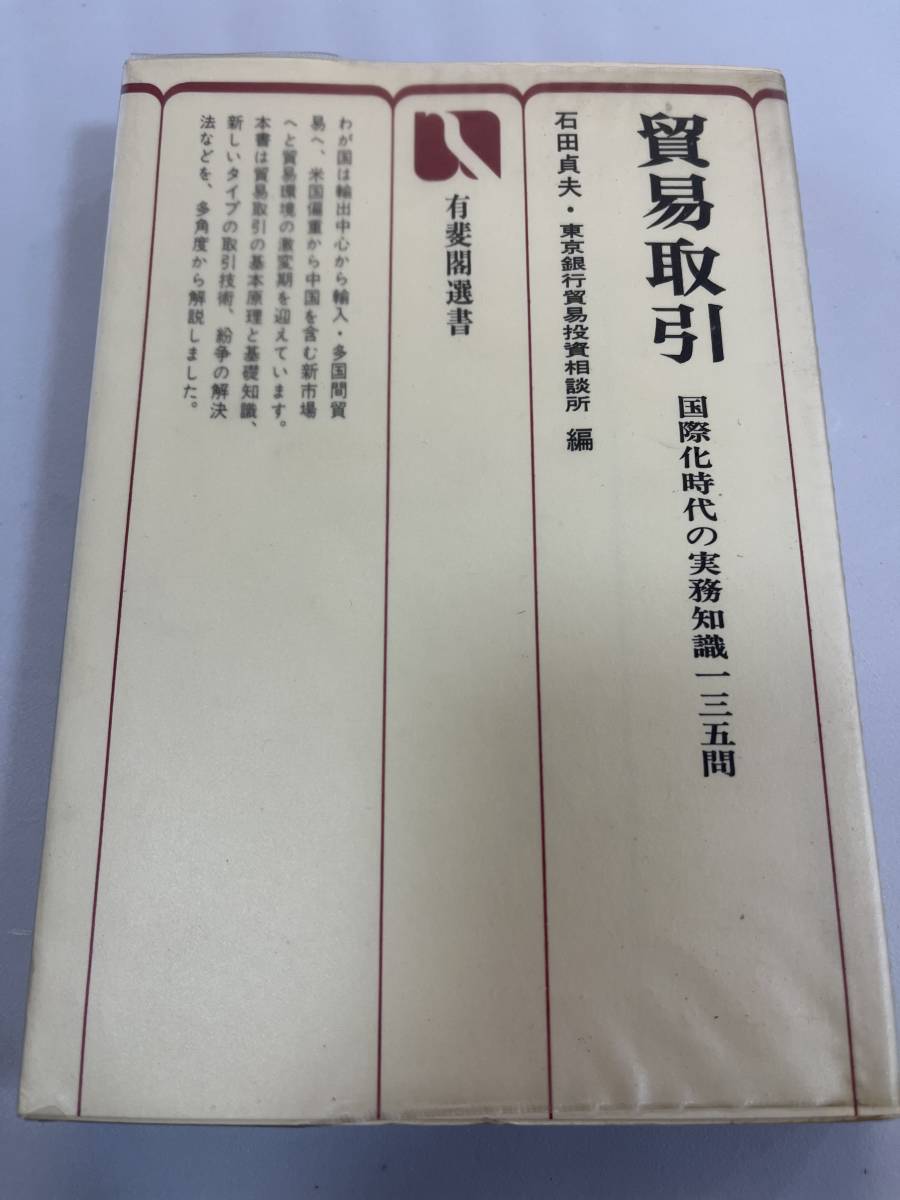 貿易取引
国際化時代の実務知識一三五問
石田貞夫・東京銀行貿易投資相談所 編
有斐閣選書
わが国は輸出中心から輸入・多国間貿
易へ、米国偏重から中国を含む新市場
へと貿易環境の激変期を迎えています。
本書は貿易取引の基本原理と基礎知識、
新しいタイプの取引技術、紛争の解決
法などを、多角度から解説しました。